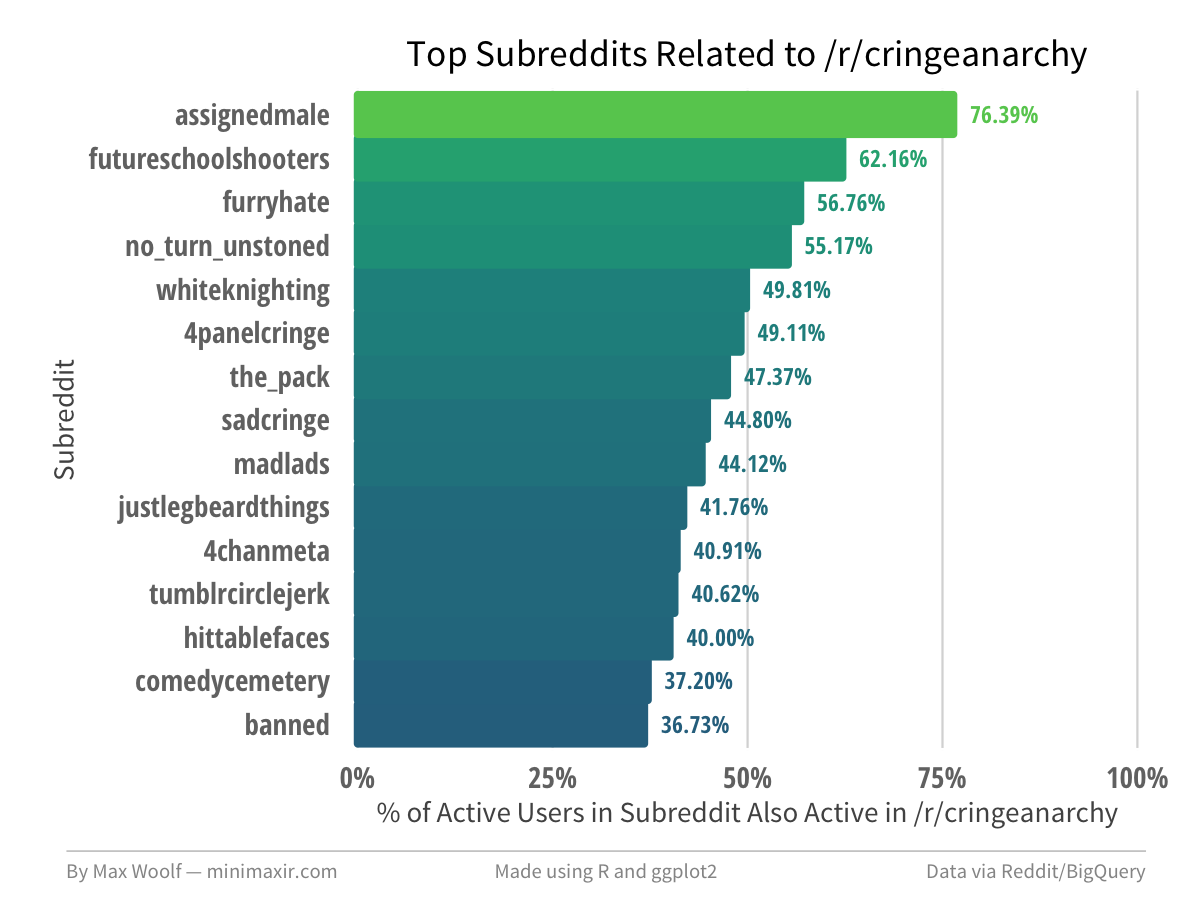 Top Subreddits Related to /r/cringeanarchy
assignedmale 76.39%
futureschoolshooters 62.16%
furryhate 56.76%
no_turn_unstoned 55.17%
whiteknighting 49.81%
4panelcringe 49.11%
the_pack 47.37%
sadcringe 44.80%
madlads 44.12%
justlegbeardthings 41.76%
4chanmeta 40.91%
tumblrcirclejerk 40.62%
hittablefaces 40.00%
comedycemetery 37.20%
banned 36.73%
Subreddit
0% 25% 50% 75% 100%
% of Active Users in Subreddit Also Active in /r/cringeanarchy
By Max Woolf — minimaxir.com Made using R and ggplot2 Data via Reddit/BigQuery